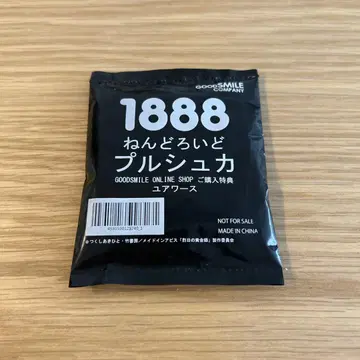 GOODSMILE
COMPANY
1888
ねんどろいど
プルシュカ
GOODSMILE ONLINE SHOP ご購入特典
ユアワース
NOT FOR SALE
MADE IN CHINA
©つくしあきひと・竹書房／メイドインアビス「烈日の黄金郷」製作委員会